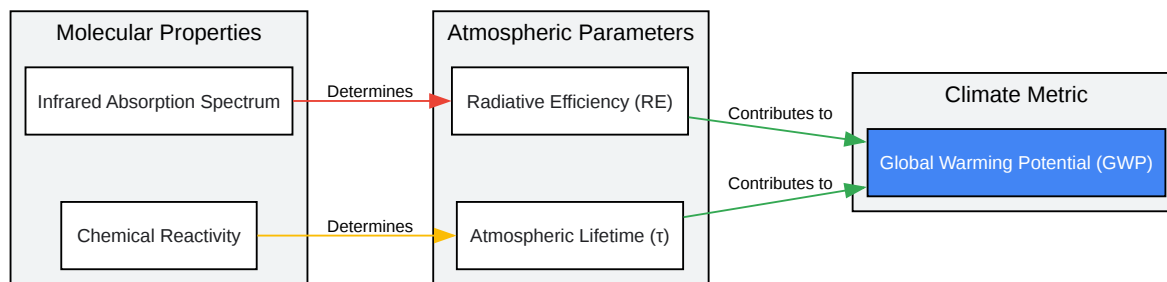 Molecular Properties
Infrared Absorption Spectrum
Chemical Reactivity
Determines
Determines
Atmospheric Parameters
Radiative Efficiency (RE)
Atmospheric Lifetime (τ)
Contributes to
Contributes to
Climate Metric
Global Warming Potential (GWP)